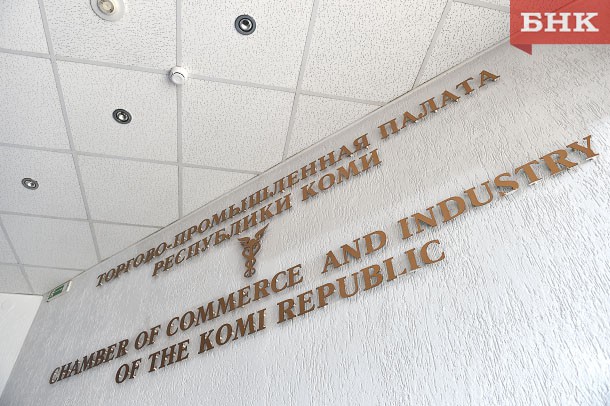 БНК
ТОРГОВО-ПРОМЫШЛЕННАЯ ПАЛАТА
РЕСПУБЛИКИ КОМИ
CHAMBER OF COMMERCE AND INDUSTRY
OF THE KOMI REPUBLIC